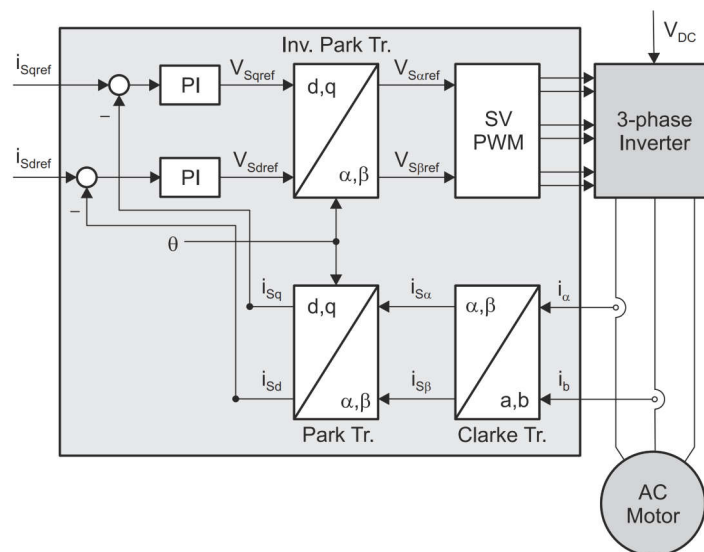 Inv. Park Tr.
V_DC
i_Sqref
PI
V_Sqref
d,q
V_Sαref
SV
PWM
3-phase
Inverter
−
i_Sdref
PI
V_Sdref
α,β
V_Sβref
−
θ
i_Sq
d,q
i_Sα
α,β
i_α
i_Sd
α,β
i_Sβ
a,b
i_b
Park Tr.
Clarke Tr.
AC
Motor